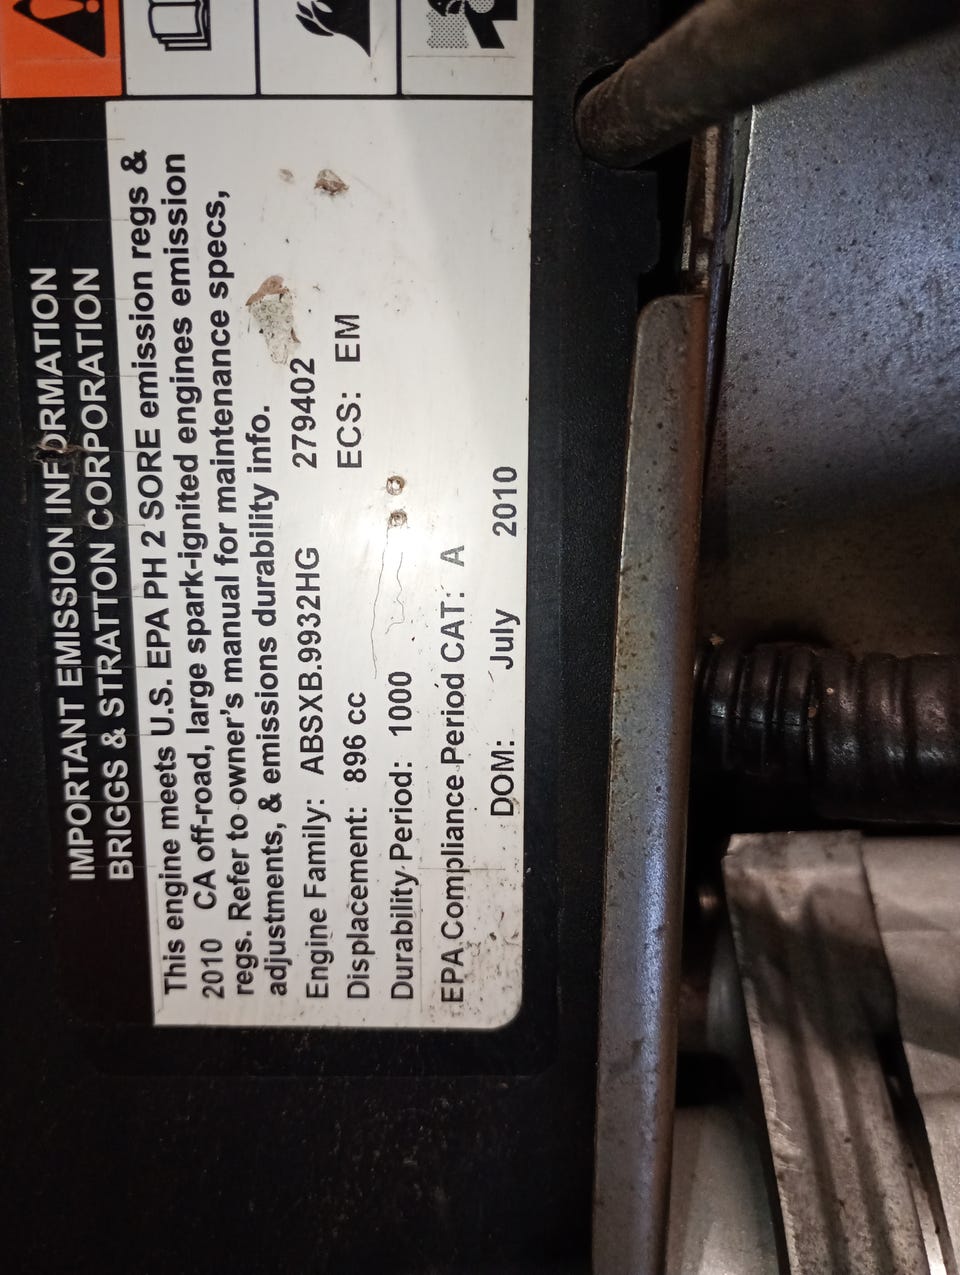 IMPORTANT EMISSION INFORMATION
BRIGGS & STRATTON CORPORATION
This engine meets U.S. EPA PH 2 SORE emission regs &
2010 CA off-road, large spark-ignited engines emission
regs. Refer to owner's manual for maintenance specs,
adjustments, & emissions durability info.
Engine Family: ABSXB.9932HG 279402
Displacement: 896 cc ECS: EM
Durability Period: 1000
EPA Compliance Period CAT: A
DOM: July 2010